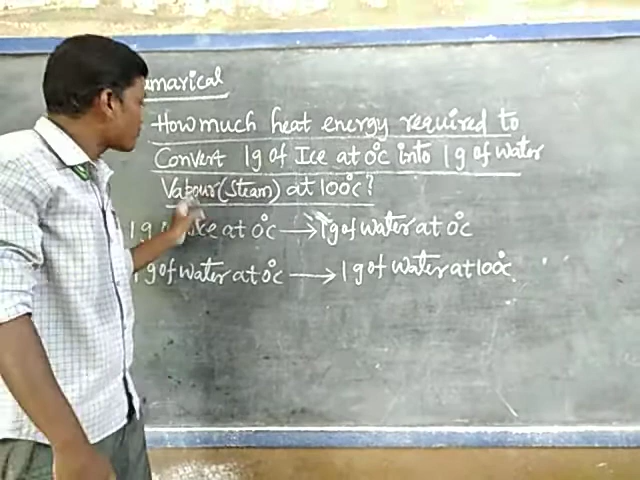 umarical
How much heat energy required to
Convert 1g of Ice at 0°c into 1g of water
Vapour (Steam) at 100°c?
1g Ice at 0°c → 1g of water at 0°c
1g of water at 0°c → 1g of water at 100°c